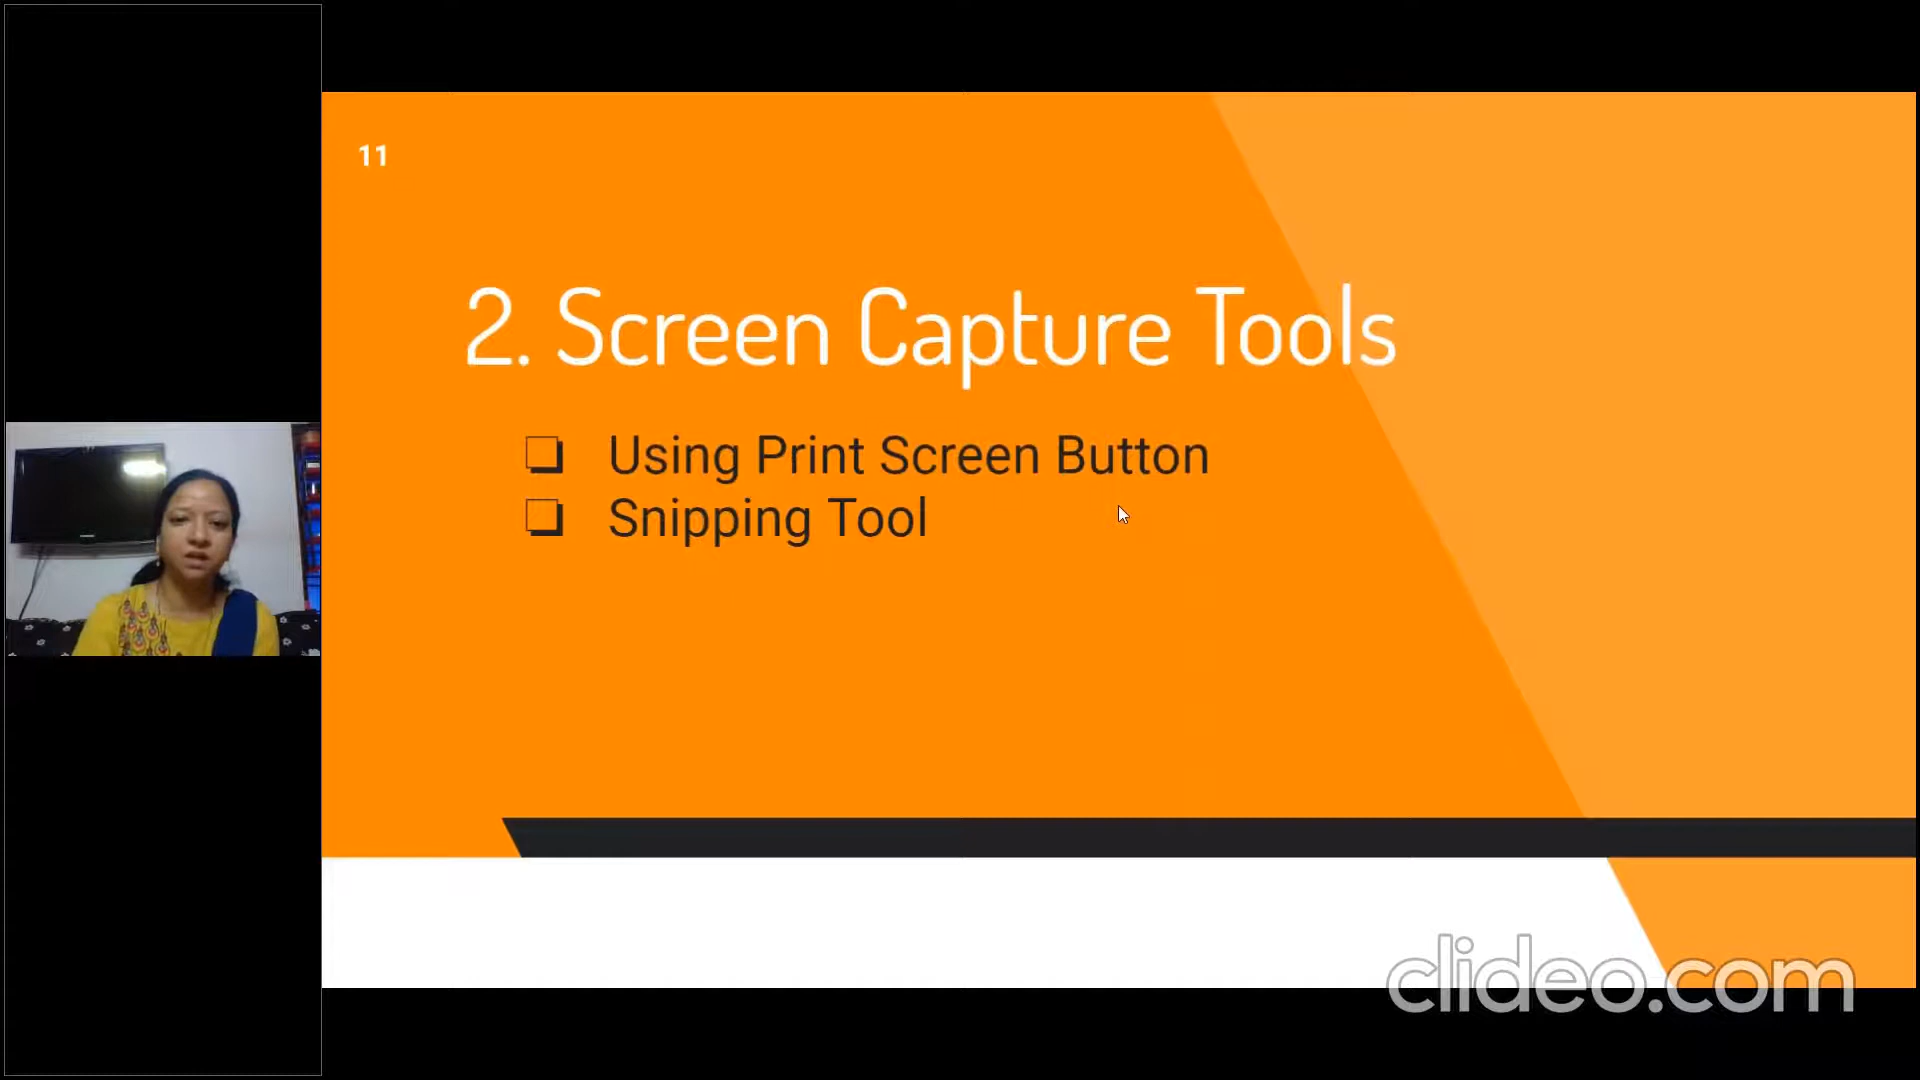 11
2. Screen Capture Tools
❏ Using Print Screen Button
❏ Snipping Tool
clideo.com